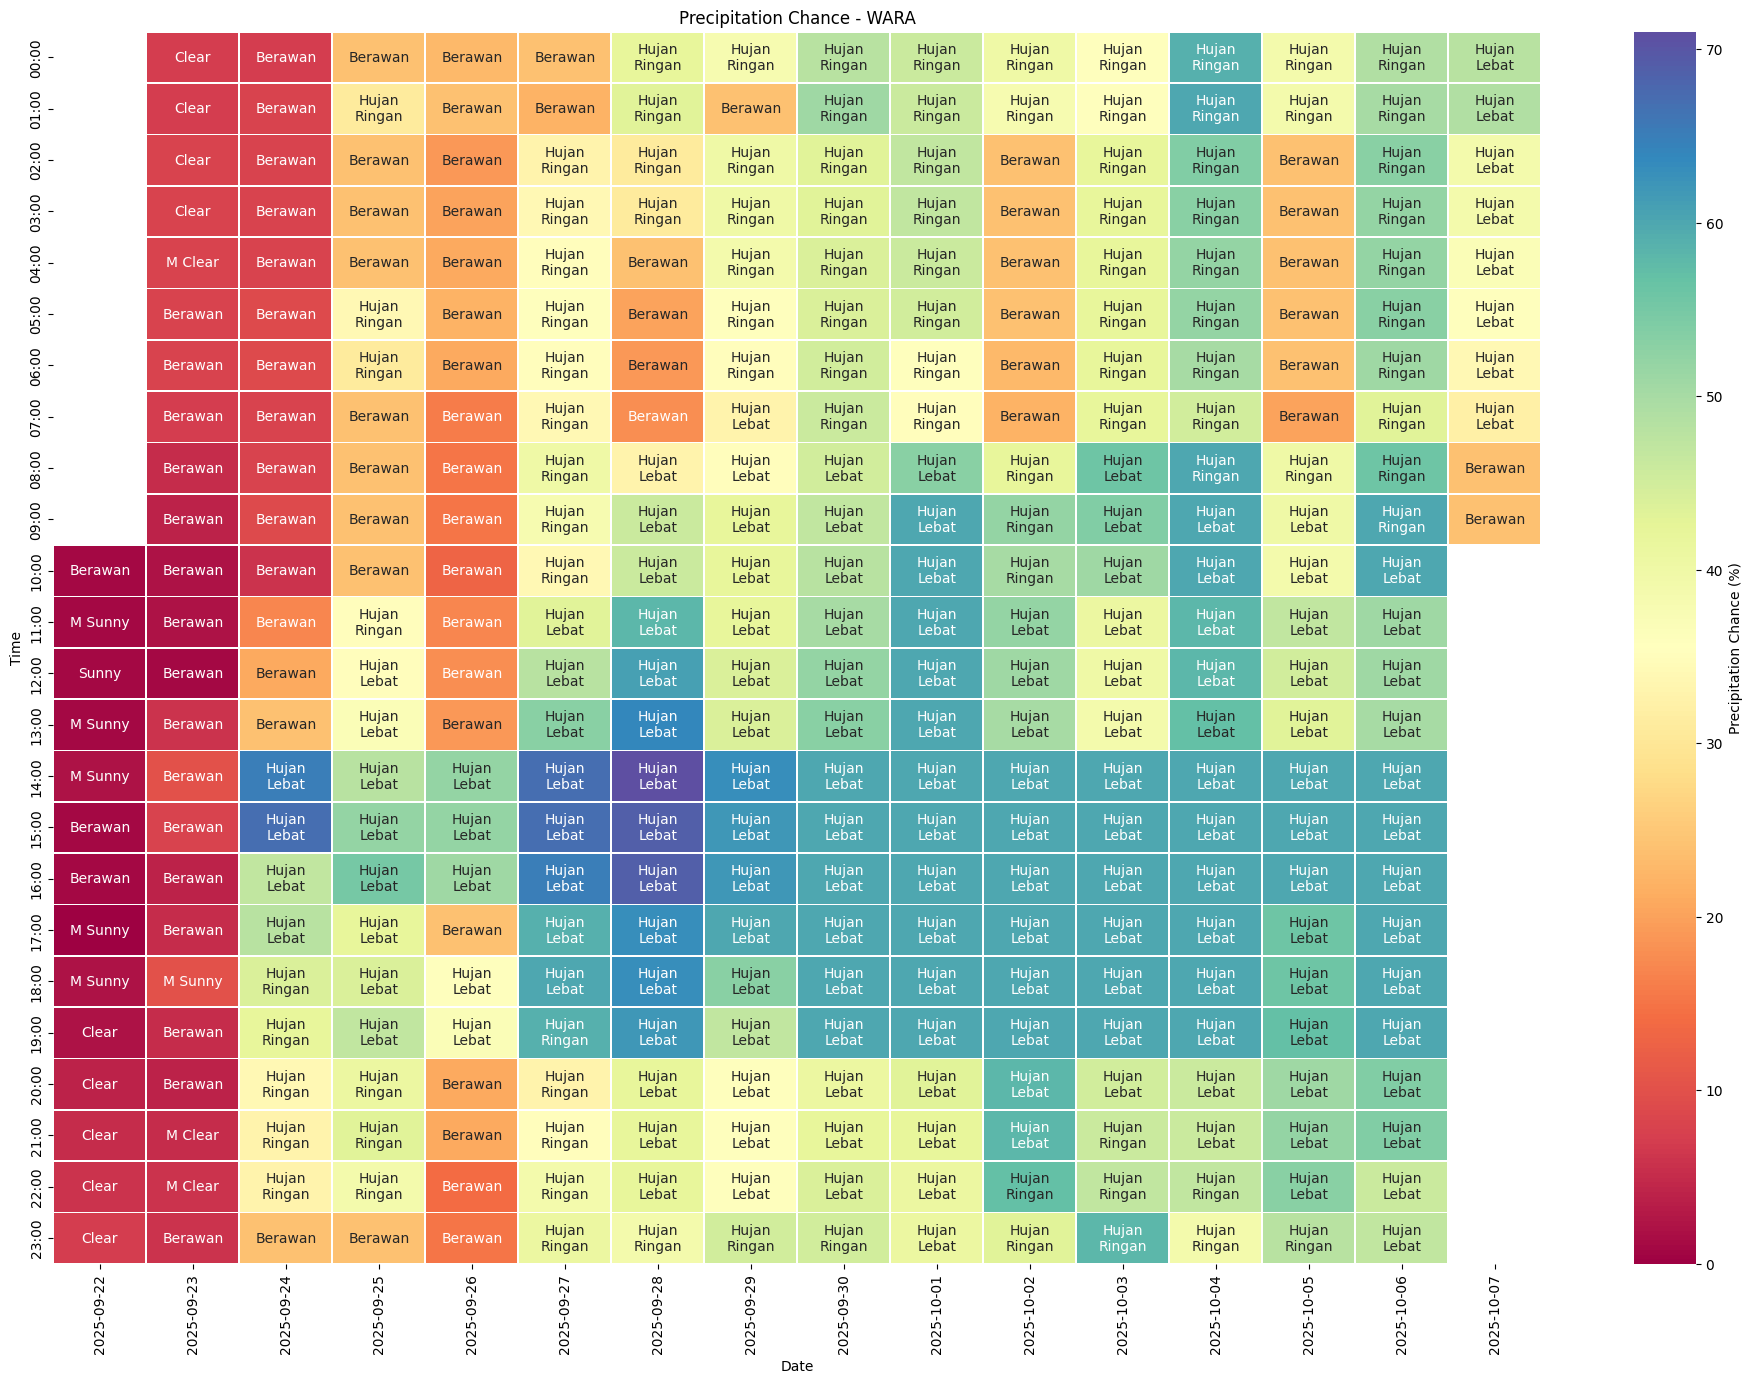 Precipitation Chance - WARA
00:00 Clear Berawan Berawan Berawan Berawan Hujan Ringan Hujan Ringan Hujan Ringan Hujan Ringan Hujan Ringan Hujan Ringan Hujan Ringan Hujan Ringan Hujan Ringan Hujan Lebat
01:00 Clear Berawan Hujan Ringan Berawan Berawan Hujan Ringan Berawan Hujan Ringan Hujan Ringan Hujan Ringan Hujan Ringan Hujan Ringan Hujan Ringan Hujan Ringan Hujan Lebat
02:00 Clear Berawan Berawan Berawan Hujan Ringan Hujan Ringan Hujan Ringan Hujan Ringan Hujan Ringan Berawan Hujan Ringan Hujan Ringan Berawan Hujan Ringan Hujan Lebat
03:00 Clear Berawan Berawan Berawan Hujan Ringan Hujan Ringan Hujan Ringan Hujan Ringan Hujan Ringan Berawan Hujan Ringan Hujan Ringan Berawan Hujan Ringan Hujan Lebat
04:00 M Clear Berawan Berawan Berawan Hujan Ringan Berawan Hujan Ringan Hujan Ringan Hujan Ringan Berawan Hujan Ringan Hujan Ringan Berawan Hujan Ringan Hujan Lebat
05:00 Berawan Berawan Hujan Ringan Berawan Hujan Ringan Berawan Hujan Ringan Hujan Ringan Hujan Ringan Berawan Hujan Ringan Hujan Ringan Berawan Hujan Ringan Hujan Lebat
06:00 Berawan Berawan Hujan Ringan Berawan Hujan Ringan Berawan Hujan Ringan Hujan Ringan Hujan Ringan Berawan Hujan Ringan Hujan Ringan Berawan Hujan Ringan Hujan Lebat
07:00 Berawan Berawan Berawan Berawan Hujan Ringan Berawan Hujan Lebat Hujan Ringan Hujan Ringan Berawan Hujan Ringan Hujan Ringan Berawan Hujan Ringan Hujan Lebat
08:00 Berawan Berawan Berawan Berawan Hujan Ringan Hujan Lebat Hujan Lebat Hujan Lebat Hujan Lebat Hujan Ringan Hujan Lebat Hujan Ringan Hujan Ringan Hujan Ringan Berawan
09:00 Berawan Berawan Berawan Berawan Hujan Ringan Hujan Lebat Hujan Lebat Hujan Lebat Hujan Lebat Hujan Ringan Hujan Lebat Hujan Lebat Hujan Lebat Hujan Ringan Berawan
10:00 Berawan Berawan Berawan Berawan Berawan Hujan Ringan Hujan Lebat Hujan Lebat Hujan Lebat Hujan Lebat Hujan Ringan Hujan Lebat Hujan Lebat Hujan Lebat Hujan Lebat
11:00 M Sunny Berawan Berawan Hujan Ringan Berawan Hujan Lebat Hujan Lebat Hujan Lebat Hujan Lebat Hujan Lebat Hujan Lebat Hujan Lebat Hujan Lebat Hujan Lebat Hujan Lebat
12:00 Sunny Berawan Berawan Hujan Lebat Berawan Hujan Lebat Hujan Lebat Hujan Lebat Hujan Lebat Hujan Lebat Hujan Lebat Hujan Lebat Hujan Lebat Hujan Lebat Hujan Lebat
13:00 M Sunny Berawan Berawan Hujan Lebat Berawan Hujan Lebat Hujan Lebat Hujan Lebat Hujan Lebat Hujan Lebat Hujan Lebat Hujan Lebat Hujan Lebat Hujan Lebat Hujan Lebat
14:00 M Sunny Berawan Hujan Lebat Hujan Lebat Hujan Lebat Hujan Lebat Hujan Lebat Hujan Lebat Hujan Lebat Hujan Lebat Hujan Lebat Hujan Lebat Hujan Lebat Hujan Lebat Hujan Lebat
15:00 Berawan Berawan Hujan Lebat Hujan Lebat Hujan Lebat Hujan Lebat Hujan Lebat Hujan Lebat Hujan Lebat Hujan Lebat Hujan Lebat Hujan Lebat Hujan Lebat Hujan Lebat Hujan Lebat
16:00 Berawan Berawan Hujan Lebat Hujan Lebat Hujan Lebat Hujan Lebat Hujan Lebat Hujan Lebat Hujan Lebat Hujan Lebat Hujan Lebat Hujan Lebat Hujan Lebat Hujan Lebat Hujan Lebat
17:00 M Sunny Berawan Hujan Lebat Hujan Lebat Berawan Hujan Lebat Hujan Lebat Hujan Lebat Hujan Lebat Hujan Lebat Hujan Lebat Hujan Lebat Hujan Lebat Hujan Lebat Hujan Lebat
18:00 M Sunny M Sunny Hujan Ringan Hujan Lebat Hujan Lebat Hujan Lebat Hujan Lebat Hujan Lebat Hujan Lebat Hujan Lebat Hujan Lebat Hujan Lebat Hujan Lebat Hujan Lebat Hujan Lebat
19:00 Clear Berawan Hujan Ringan Hujan Lebat Hujan Lebat Hujan Ringan Hujan Lebat Hujan Lebat Hujan Lebat Hujan Lebat Hujan Lebat Hujan Lebat Hujan Lebat Hujan Lebat Hujan Lebat
20:00 Clear Berawan Hujan Ringan Hujan Ringan Berawan Hujan Ringan Hujan Lebat Hujan Lebat Hujan Lebat Hujan Lebat Hujan Lebat Hujan Lebat Hujan Lebat Hujan Lebat Hujan Lebat
21:00 Clear M Clear Hujan Ringan Hujan Ringan Berawan Hujan Ringan Hujan Lebat Hujan Lebat Hujan Lebat Hujan Lebat Hujan Lebat Hujan Ringan Hujan Lebat Hujan Lebat Hujan Lebat
22:00 Clear M Clear Hujan Ringan Hujan Ringan Berawan Hujan Ringan Hujan Lebat Hujan Lebat Hujan Lebat Hujan Lebat Hujan Ringan Hujan Ringan Hujan Ringan Hujan Lebat Hujan Lebat
23:00 Clear Berawan Berawan Berawan Berawan Hujan Ringan Hujan Ringan Hujan Ringan Hujan Ringan Hujan Lebat Hujan Ringan Hujan Ringan Hujan Ringan Hujan Ringan Hujan Lebat
Time
2025-09-22 2025-09-23 2025-09-24 2025-09-25 2025-09-26 2025-09-27 2025-09-28 2025-09-29 2025-09-30 2025-10-01 2025-10-02 2025-10-03 2025-10-04 2025-10-05 2025-10-06 2025-10-07
Date
70
60
50
40
30
20
10
0
Precipitation Chance (%)